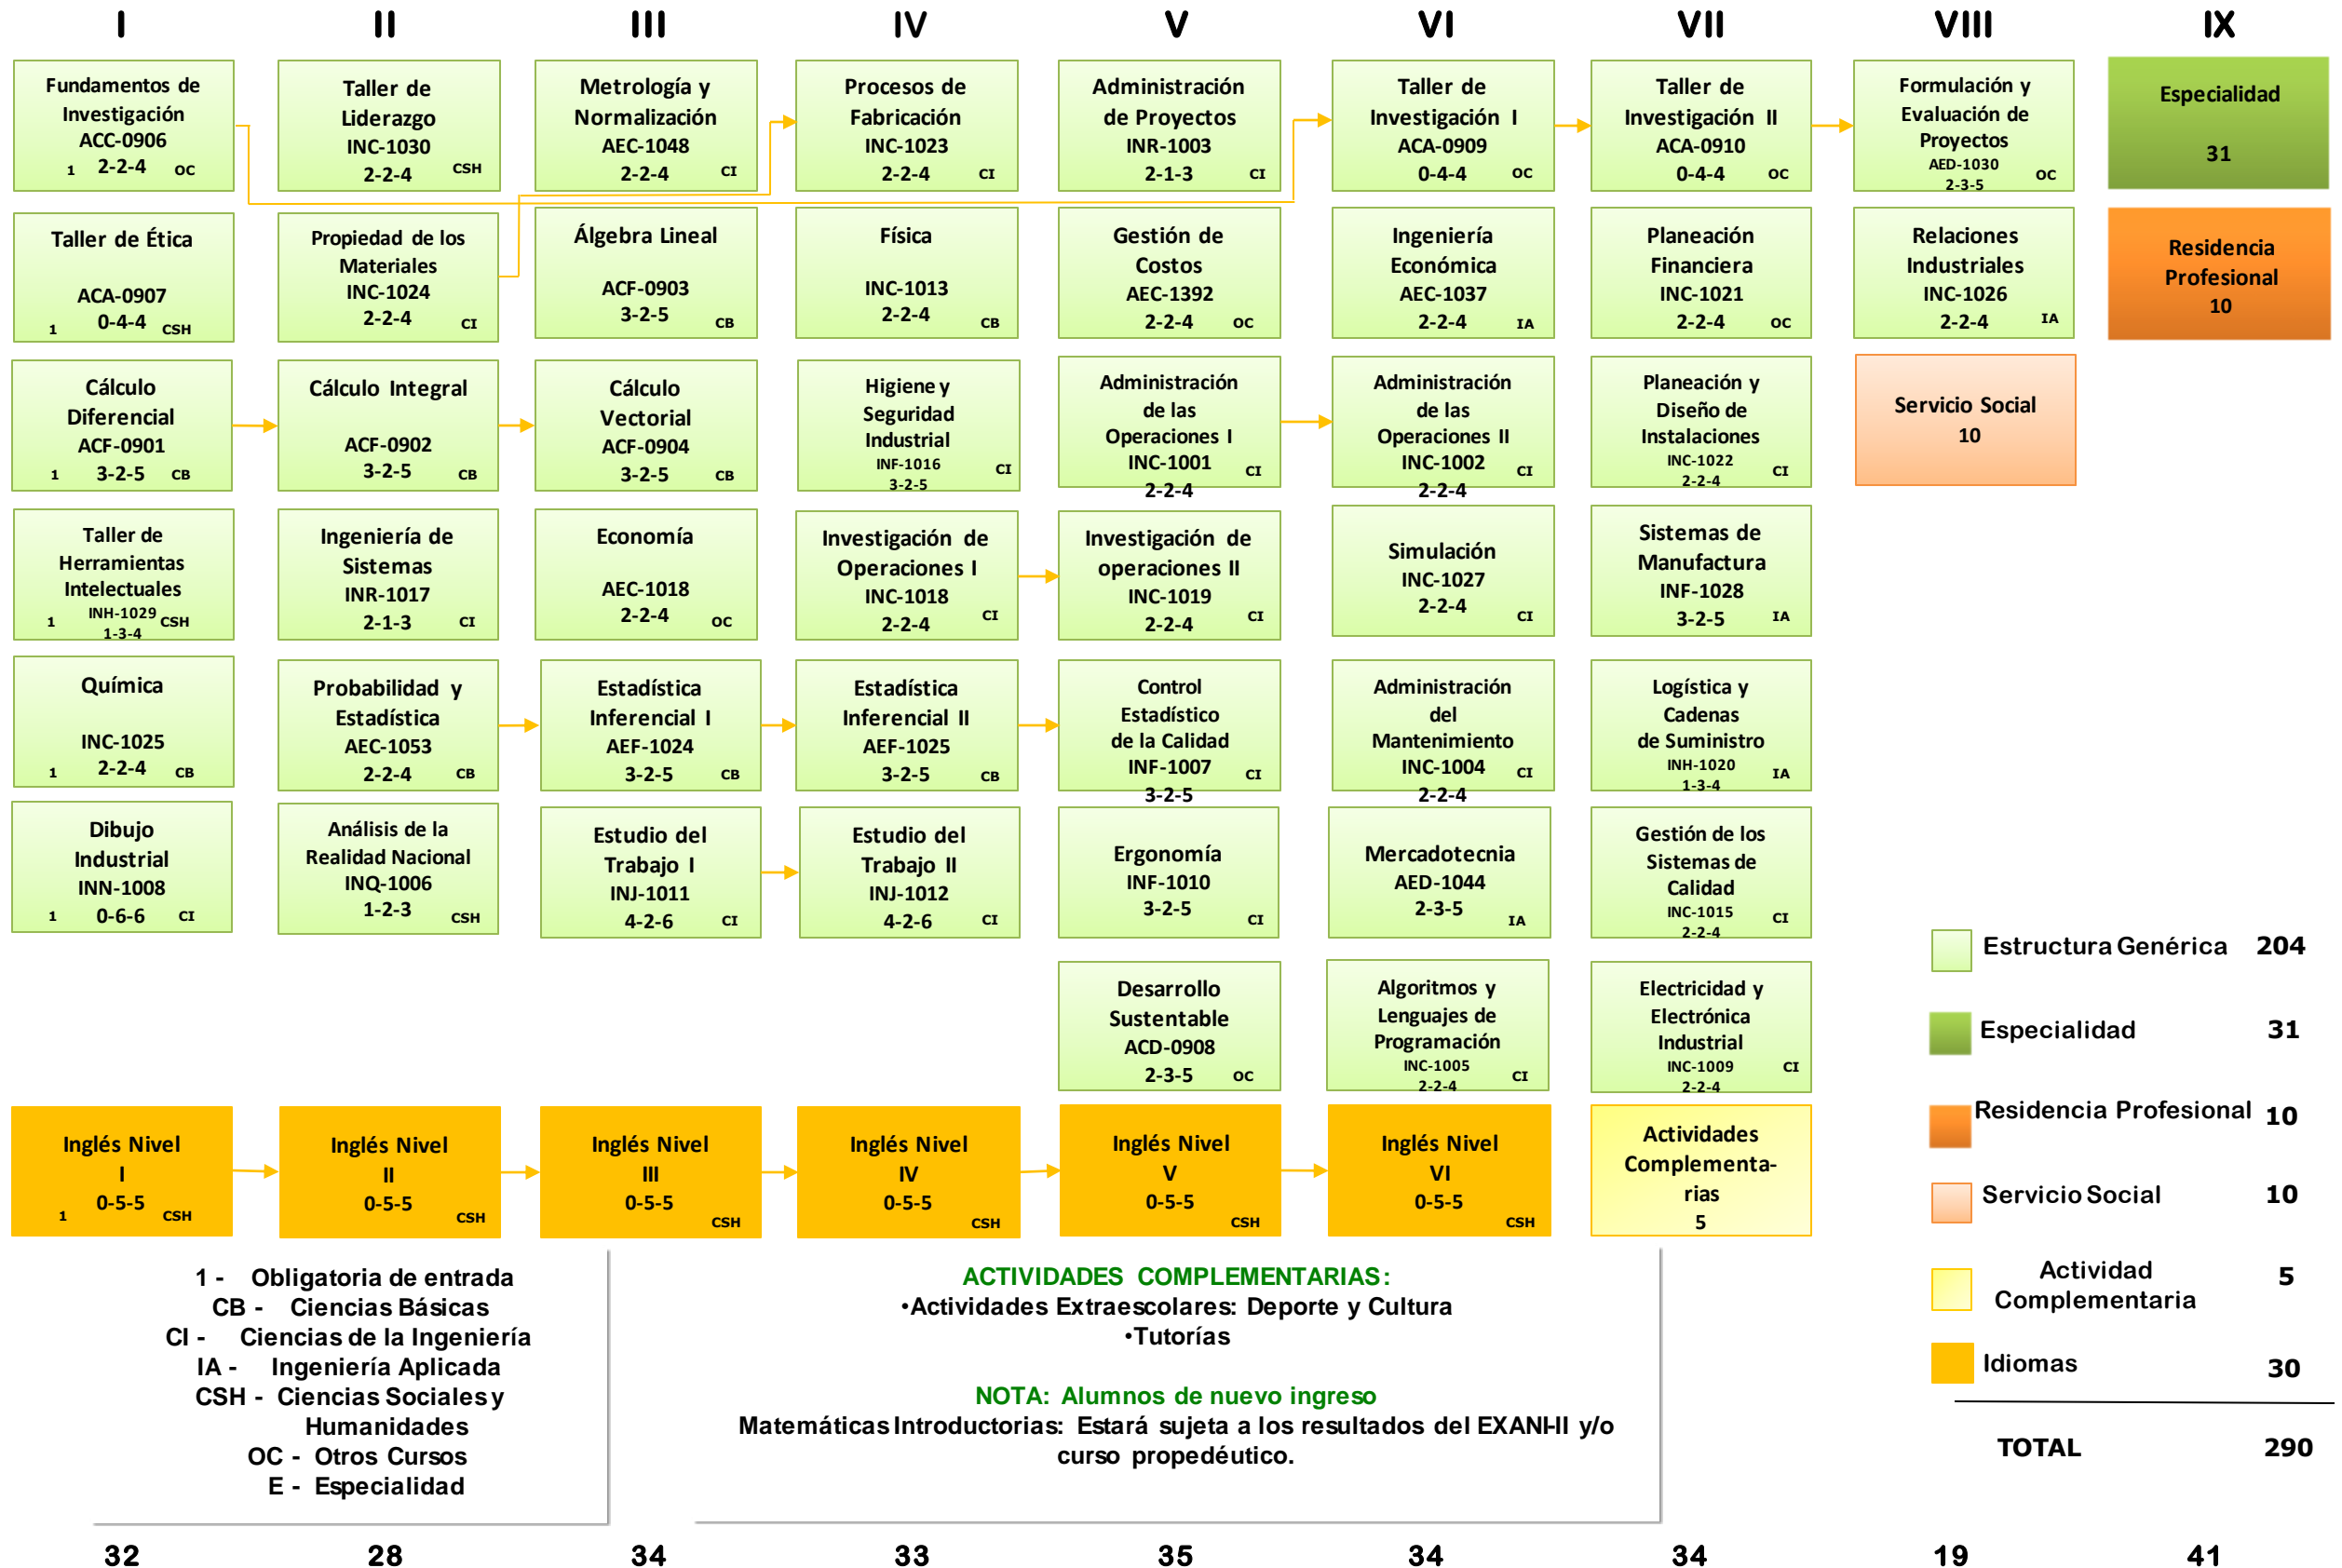 I
II
III
IV
V
VI
VII
VIII
IX
Fundamentos de
Investigación
ACC-0906
1 2-2-4 OC
Taller de
Liderazgo
INC-1030
2-2-4 CSH
Metrología y
Normalización
AEC-1048
2-2-4 CI
Procesos de
Fabricación
INC-1023
2-2-4 CI
Administración
de Proyectos
INR-1003
2-1-3 CI
Taller de
Investigación I
ACA-0909
0-4-4 OC
Taller de
Investigación II
ACA-0910
0-4-4 OC
Formulación y
Evaluación de
Proyectos
AED-1030
2-3-5 OC
Especialidad
31
Taller de Ética
ACA-0907
1 0-4-4 CSH
Propiedad de los
Materiales
INC-1024
2-2-4 CI
Álgebra Lineal
ACF-0903
3-2-5 CB
Física
INC-1013
2-2-4 CB
Gestión de
Costos
AEC-1392
2-2-4 OC
Ingeniería
Económica
AEC-1037
2-2-4 IA
Planeación
Financiera
INC-1021
2-2-4 OC
Relaciones
Industriales
INC-1026
2-2-4 IA
Residencia
Profesional
10
Cálculo
Diferencial
ACF-0901
1 3-2-5 CB
Cálculo Integral
ACF-0902
3-2-5 CB
Cálculo
Vectorial
ACF-0904
3-2-5 CB
Higiene y
Seguridad
Industrial
INF-1016 CI
3-2-5
Administración
de las
Operaciones I
INC-1001 CI
2-2-4
Administración
de las
Operaciones II
INC-1002 CI
2-2-4
Planeación y
Diseño de
Instalaciones
INC-1022 CI
2-2-4
Servicio Social
10
Taller de
Herramientas
Intelectuales
1 INH-1029 CSH
1-3-4
Ingeniería de
Sistemas
INR-1017
2-1-3 CI
Economía
AEC-1018
2-2-4 OC
Investigación de
Operaciones I
INC-1018
2-2-4 CI
Investigación de
operaciones II
INC-1019
2-2-4 CI
Simulación
INC-1027
2-2-4 CI
Sistemas de
Manufactura
INF-1028
3-2-5 IA
Química
INC-1025
1 2-2-4 CB
Probabilidad y
Estadística
AEC-1053
2-2-4 CB
Estadística
Inferencial I
AEF-1024
3-2-5 CB
Estadística
Inferencial II
AEF-1025
3-2-5 CB
Control
Estadístico
de la Calidad
INF-1007 CI
3-2-5
Administración
del
Mantenimiento
INC-1004 CI
2-2-4
Logística y
Cadenas
de Suministro
INH-1020 IA
1-3-4
Dibujo
Industrial
INN-1008
1 0-6-6 CI
Análisis de la
Realidad Nacional
INQ-1006
1-2-3 CSH
Estudio del
Trabajo I
INJ-1011
4-2-6 CI
Estudio del
Trabajo II
INJ-1012
4-2-6 CI
Ergonomía
INF-1010
3-2-5 CI
Mercadotecnia
AED-1044
2-3-5 IA
Gestión de los
Sistemas de
Calidad
INC-1015 CI
2-2-4
Desarrollo
Sustentable
ACD-0908
2-3-5 OC
Algoritmos y
Lenguajes de
Programación
INC-1005 CI
2-2-4
Electricidad y
Electrónica
Industrial
INC-1009 CI
2-2-4
Inglés Nivel
I
0-5-5
1 CSH
Inglés Nivel
II
0-5-5
CSH
Inglés Nivel
III
0-5-5
CSH
Inglés Nivel
IV
0-5-5
CSH
Inglés Nivel
V
0-5-5
CSH
Inglés Nivel
VI
0-5-5
CSH
Actividades
Complementa-
rias
5
Estructura Genérica 204
Especialidad 31
Residencia Profesional 10
Servicio Social 10
Actividad
Complementaria 5
Idiomas 30
TOTAL 290
1 - Obligatoria de entrada
CB - Ciencias Básicas
CI - Ciencias de la Ingeniería
IA - Ingeniería Aplicada
CSH - Ciencias Sociales y
Humanidades
OC - Otros Cursos
E - Especialidad
ACTIVIDADES COMPLEMENTARIAS:
•Actividades Extraescolares: Deporte y Cultura
•Tutorías
NOTA: Alumnos de nuevo ingreso
Matemáticas Introductorias: Estará sujeta a los resultados del EXANI-II y/o
curso propedéutico.
32
28
34
33
35
34
34
19
41